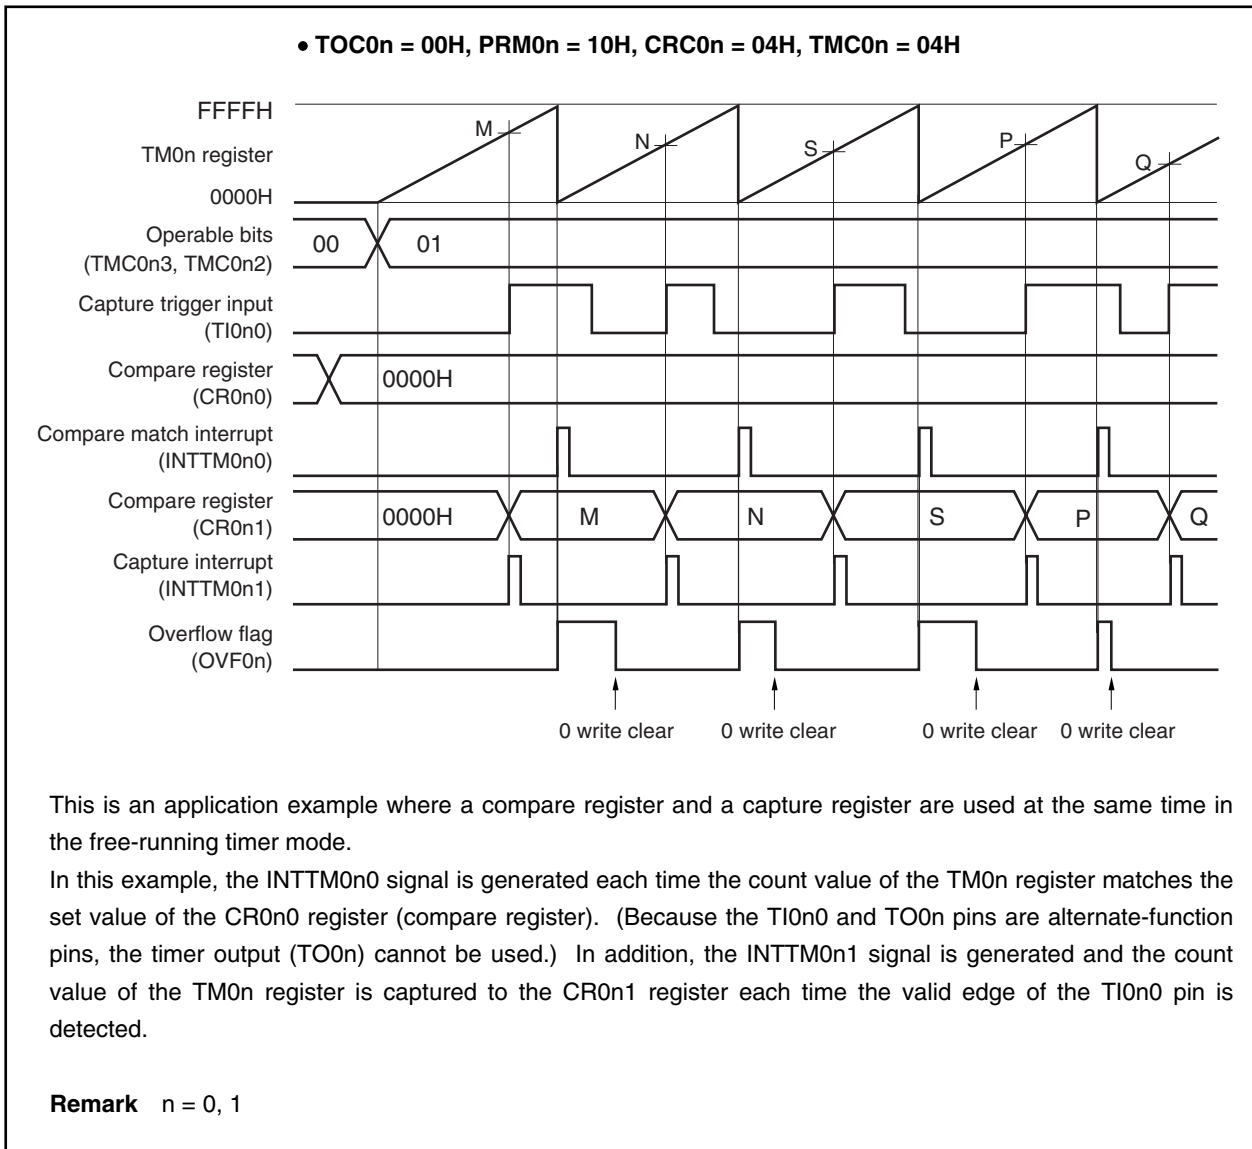 • TOC0n = 00H, PRM0n = 10H, CRC0n = 04H, TMC0n = 04H
FFFFH
TM0n register
0000H
M
N
S
P
Q
Operable bits
(TMC0n3, TMC0n2)
00
01
Capture trigger input
(TI0n0)
Compare register
(CR0n0)
0000H
Compare match interrupt
(INTTM0n0)
Compare register
(CR0n1)
0000H
M
N
S
P
Q
Capture interrupt
(INTTM0n1)
Overflow flag
(OVF0n)
0 write clear
0 write clear
0 write clear
0 write clear
This is an application example where a compare register and a capture register are used at the same time in
the free-running timer mode.
In this example, the INTTM0n0 signal is generated each time the count value of the TM0n register matches the
set value of the CR0n0 register (compare register). (Because the TI0n0 and TO0n pins are alternate-function
pins, the timer output (TO0n) cannot be used.) In addition, the INTTM0n1 signal is generated and the count
value of the TM0n register is captured to the CR0n1 register each time the valid edge of the TI0n0 pin is
detected.
Remark n = 0, 1